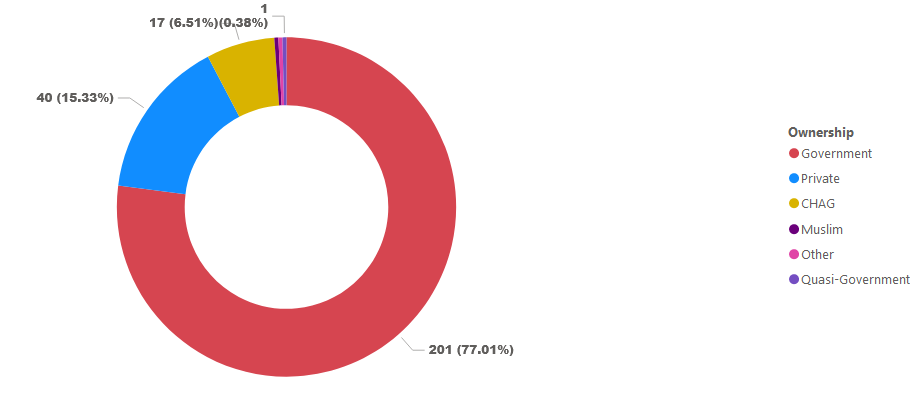 1
17 (6.51%)(0.38%)
40 (15.33%)
201 (77.01%)
Ownership
Government
Private
CHAG
Muslim
Other
Quasi-Government